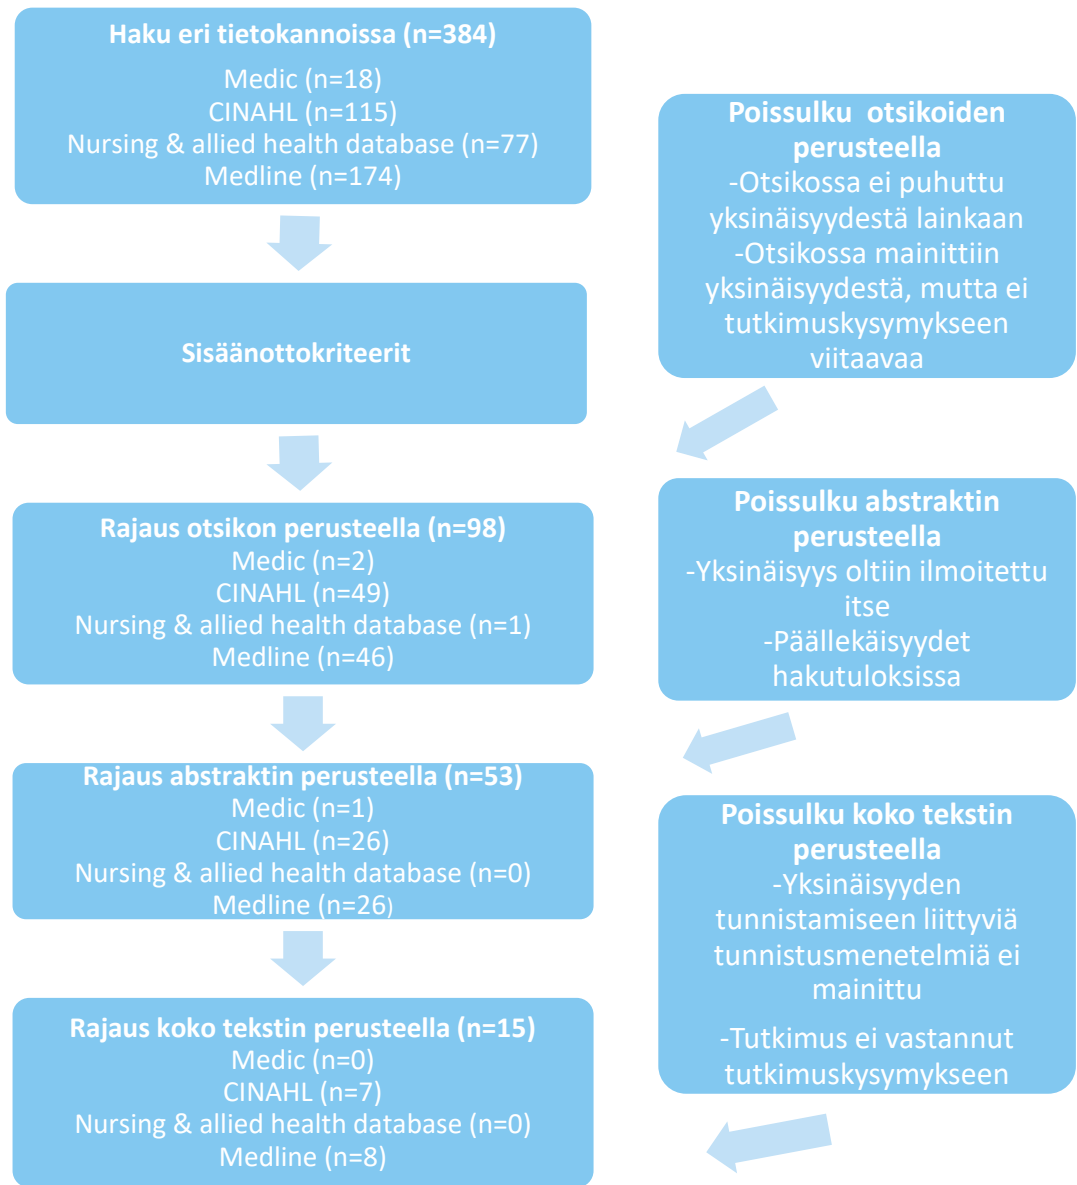 Haku eri tietokannoissa (n=384)
Medic (n=18)
CINAHL (n=115)
Nursing & allied health database (n=77)
Medline (n=174)
Sisäänottokriteerit
Rajaus otsikon perusteella (n=98)
Medic (n=2)
CINAHL (n=49)
Nursing & allied health database (n=1)
Medline (n=46)
Rajaus abstraktin perusteella (n=53)
Medic (n=1)
CINAHL (n=26)
Nursing & allied health database (n=0)
Medline (n=26)
Rajaus koko tekstin perusteella (n=15)
Medic (n=0)
CINAHL (n=7)
Nursing & allied health database (n=0)
Medline (n=8)
Poissulku otsikoiden
perusteella
-Otsikossa ei puhuttu
yksinäisyydestä lainkaan
-Otsikossa mainittiin
yksinäisyydestä, mutta ei
tutkimuskysymykseen
viitaavaa
Poissulku abstraktin
perusteella
-Yksinäisyys oltiin ilmoitettu
itse
-Päällekäisyydet
hakutuloksissa
Poissulku koko tekstin
perusteella
-Yksinäisyyden
tunnistamiseen liittyviä
tunnistusmenetelmiä ei
mainittu
-Tutkimus ei vastannut
tutkimuskysymykseen